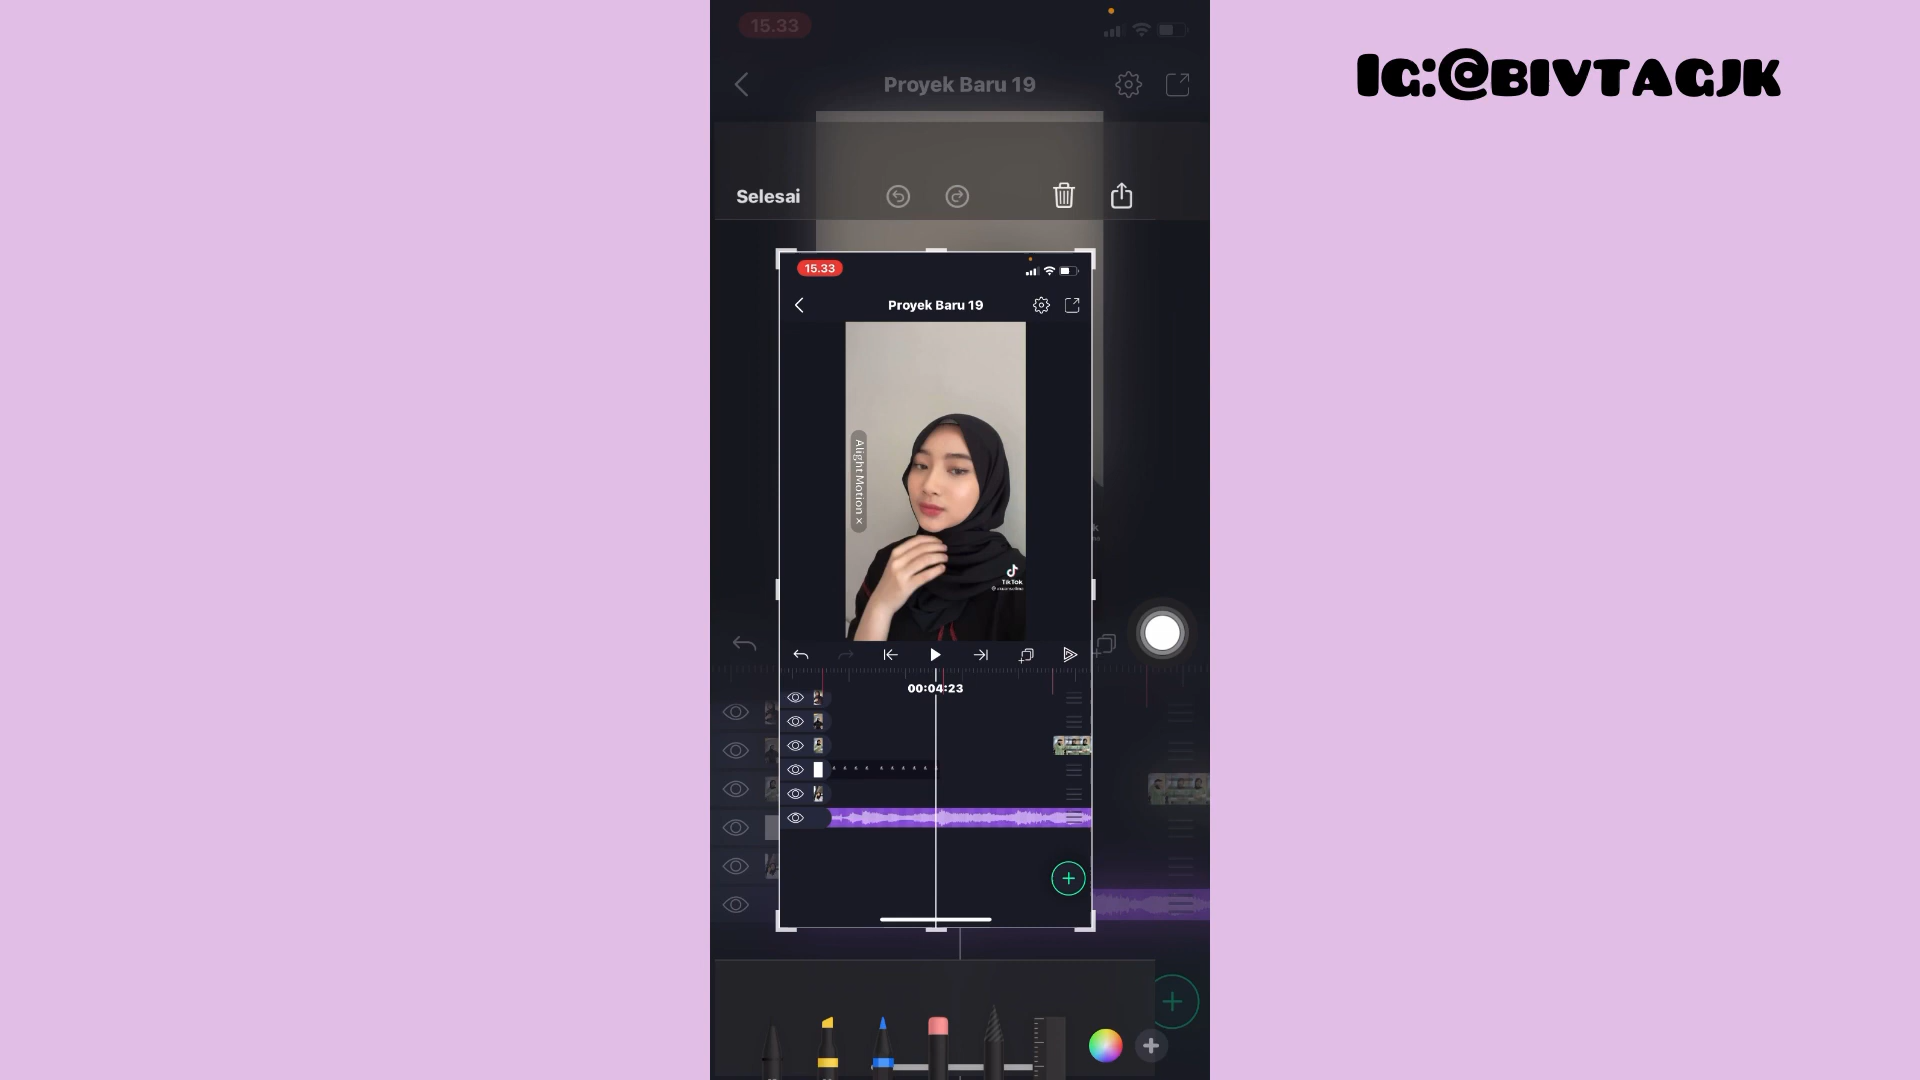 15.33
IG:@BIVTAGJK
Proyek Baru 19
Selesai
15.33
Proyek Baru 19
Alight Motion ×
TikTok
00:04:23